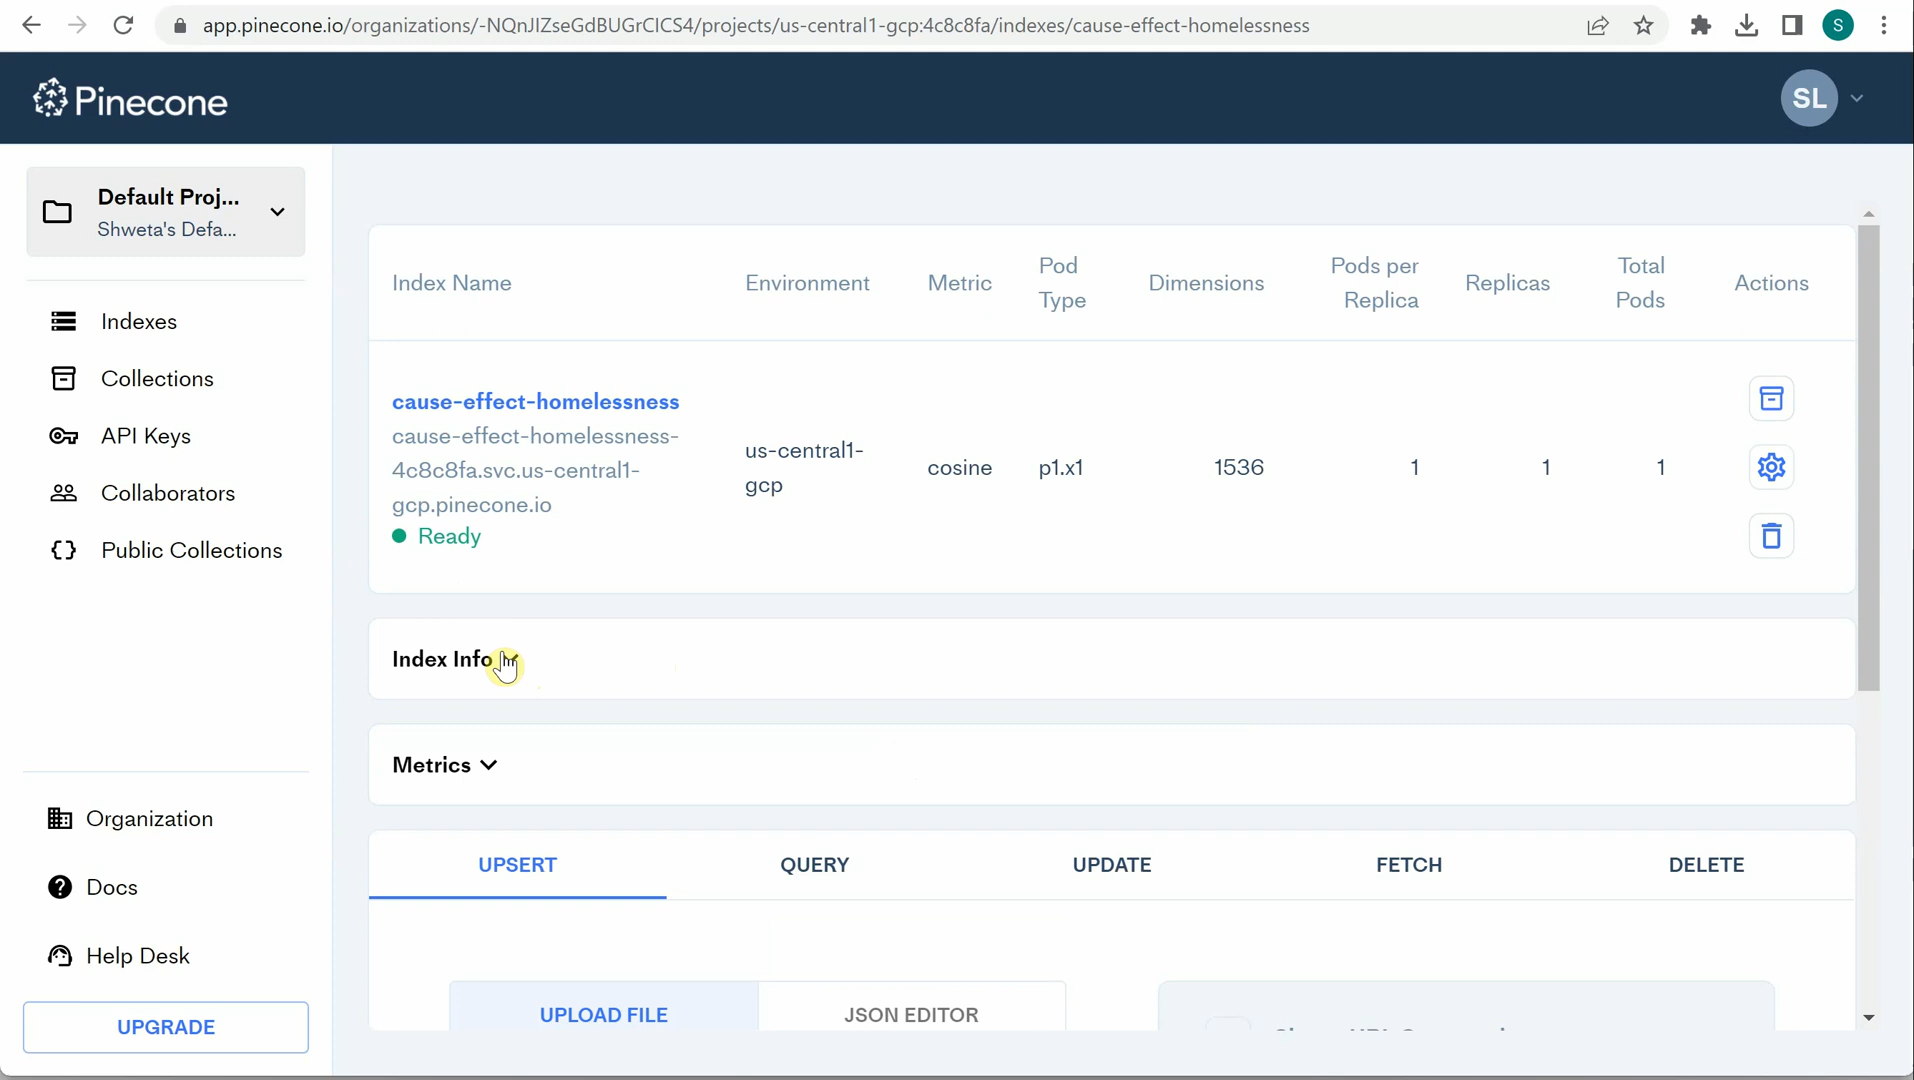 app.pinecone.io/organizations/-NQnJIZseGdBUGrCICS4/projects/us-central1-gcp:4c8c8fa/indexes/cause-effect-homelessness
S
Pinecone
SL
Default Proj...
Shweta's Defa...
Indexes
Collections
API Keys
Collaborators
Public Collections
Organization
Docs
Help Desk
UPGRADE
Index Name Environment Metric Pod Type Dimensions Pods per Replica Replicas Total Pods Actions
cause-effect-homelessness
cause-effect-homelessness-
4c8c8fa.svc.us-central1-
gcp.pinecone.io
Ready
us-central1-
gcp
cosine p1.x1 1536 1 1 1
Index Info
Metrics
UPSERT QUERY UPDATE FETCH DELETE
UPLOAD FILE JSON EDITOR